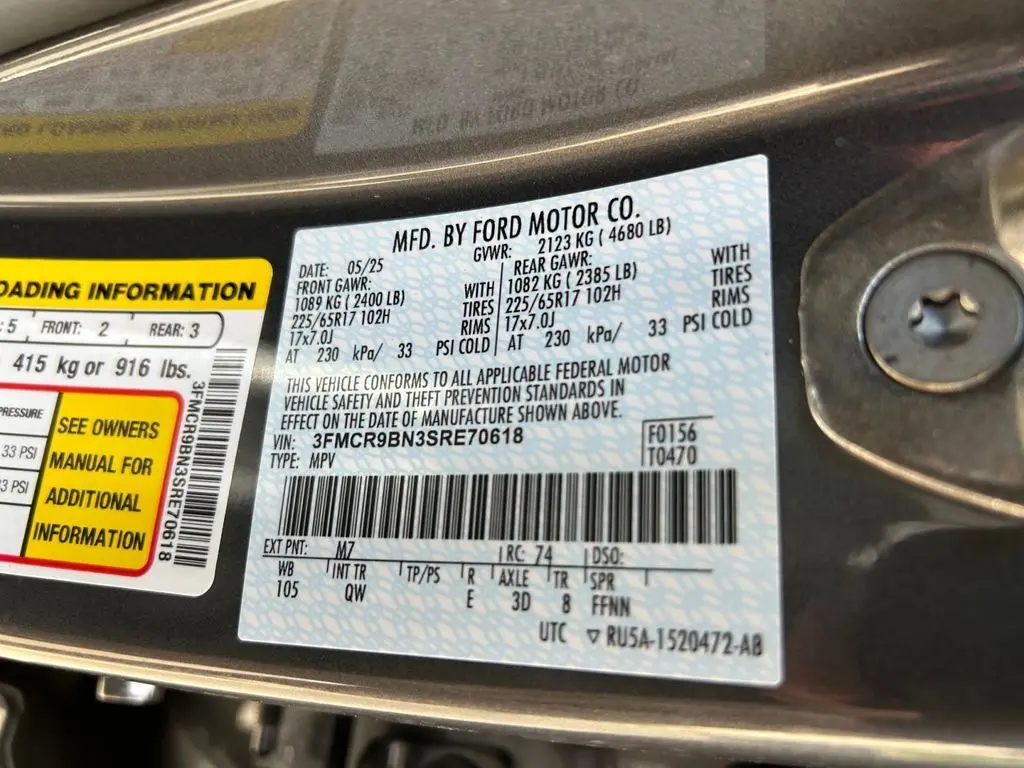 MFD. BY FORD MOTOR CO.
DATE: 05/25 GVWR: 2123 KG ( 4680 LB)
FRONT GAWR: REAR GAWR:
1089 KG ( 2400 LB) WITH 1082 KG ( 2385 LB) WITH
225/65R17 102H TIRES 225/65R17 102H TIRES
17x7.0J RIMS 17x7.0J RIMS
AT 230 kPa/ 33 PSI COLD AT 230 kPa/ 33 PSI COLD
THIS VEHICLE CONFORMS TO ALL APPLICABLE FEDERAL MOTOR
VEHICLE SAFETY AND THEFT PREVENTION STANDARDS IN
EFFECT ON THE DATE OF MANUFACTURE SHOWN ABOVE.
VIN: 3FMCR9BN3SRE70618 F0156
TYPE: MPV T0470
EXT PNT: M7 RC: 74 DSO:
WB INT TR TP/PS R AXLE TR SPR
105 QW E 3D 8 FFNN
UTC ▽ RU5A-1520472-AB
OADING INFORMATION
: 5 FRONT: 2 REAR: 3
415 kg or 916 lbs.
PRESSURE
33 PSI
33 PSI
SEE OWNERS
MANUAL FOR
ADDITIONAL
INFORMATION
3FMCR9BN3SRE70618
MFD. BY FORD MOTOR CO.